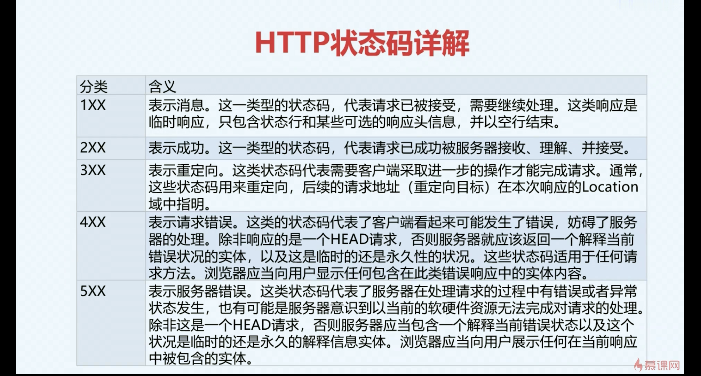 HTTP状态码详解
分类 含义
1XX 表示消息。这一类型的状态码，代表请求已被接受，需要继续处理。这类响应是
临时响应，只包含状态行和某些可选的响应头信息，并以空行结束。
2XX 表示成功。这一类型的状态码，代表请求已成功被服务器接收、理解、并接受。
3XX 表示重定向。这类状态码代表需要客户端采取进一步的操作才能完成请求。通常，
这些状态码用来重定向，后续的请求地址（重定向目标）在本次响应的Location
域中指明。
4XX 表示请求错误。这类的状态码代表了客户端看起来可能发生了错误，妨碍了服务
器的处理。除非响应的是一个HEAD请求，否则服务器就应该返回一个解释当前
错误状况的实体，以及这是临时的还是永久性的状况。这些状态码适用于任何请
求方法。浏览器应当向用户显示任何包含在此类错误响应中的实体内容。
5XX 表示服务器错误。这类状态码代表了服务器在处理请求的过程中有错误或者异常
状态发生，也有可能是服务器意识到以当前的软硬件资源无法完成对请求的处理。
除非这是一个HEAD请求，否则服务器应当包含一个解释当前错误状态以及这个
状况是临时的还是永久的解释信息实体。浏览器应当向用户展示任何在当前响应
中被包含的实体。
慕课网